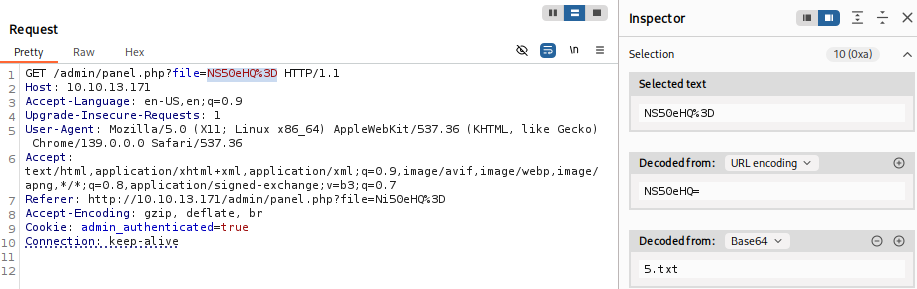 Request
Pretty Raw Hex
\n
1 GET /admin/panel.php?file=NS50eHQ%3D HTTP/1.1
2 Host: 10.10.13.171
3 Accept-Language: en-US,en;q=0.9
4 Upgrade-Insecure-Requests: 1
5 User-Agent: Mozilla/5.0 (X11; Linux x86_64) AppleWebKit/537.36 (KHTML, like Gecko)
Chrome/139.0.0.0 Safari/537.36
6 Accept:
text/html,application/xhtml+xml,application/xml;q=0.9,image/avif,image/webp,image/
apng,*/*;q=0.8,application/signed-exchange;v=b3;q=0.7
7 Referer: http://10.10.13.171/admin/panel.php?file=Ni50eHQ%3D
8 Accept-Encoding: gzip, deflate, br
9 Cookie: admin_authenticated=true
10 Connection: keep-alive
11
12
Inspector
Selection 10 (0xa)
Selected text
NS50eHQ%3D
Decoded from: URL encoding
NS50eHQ=
Decoded from: Base64
5.txt